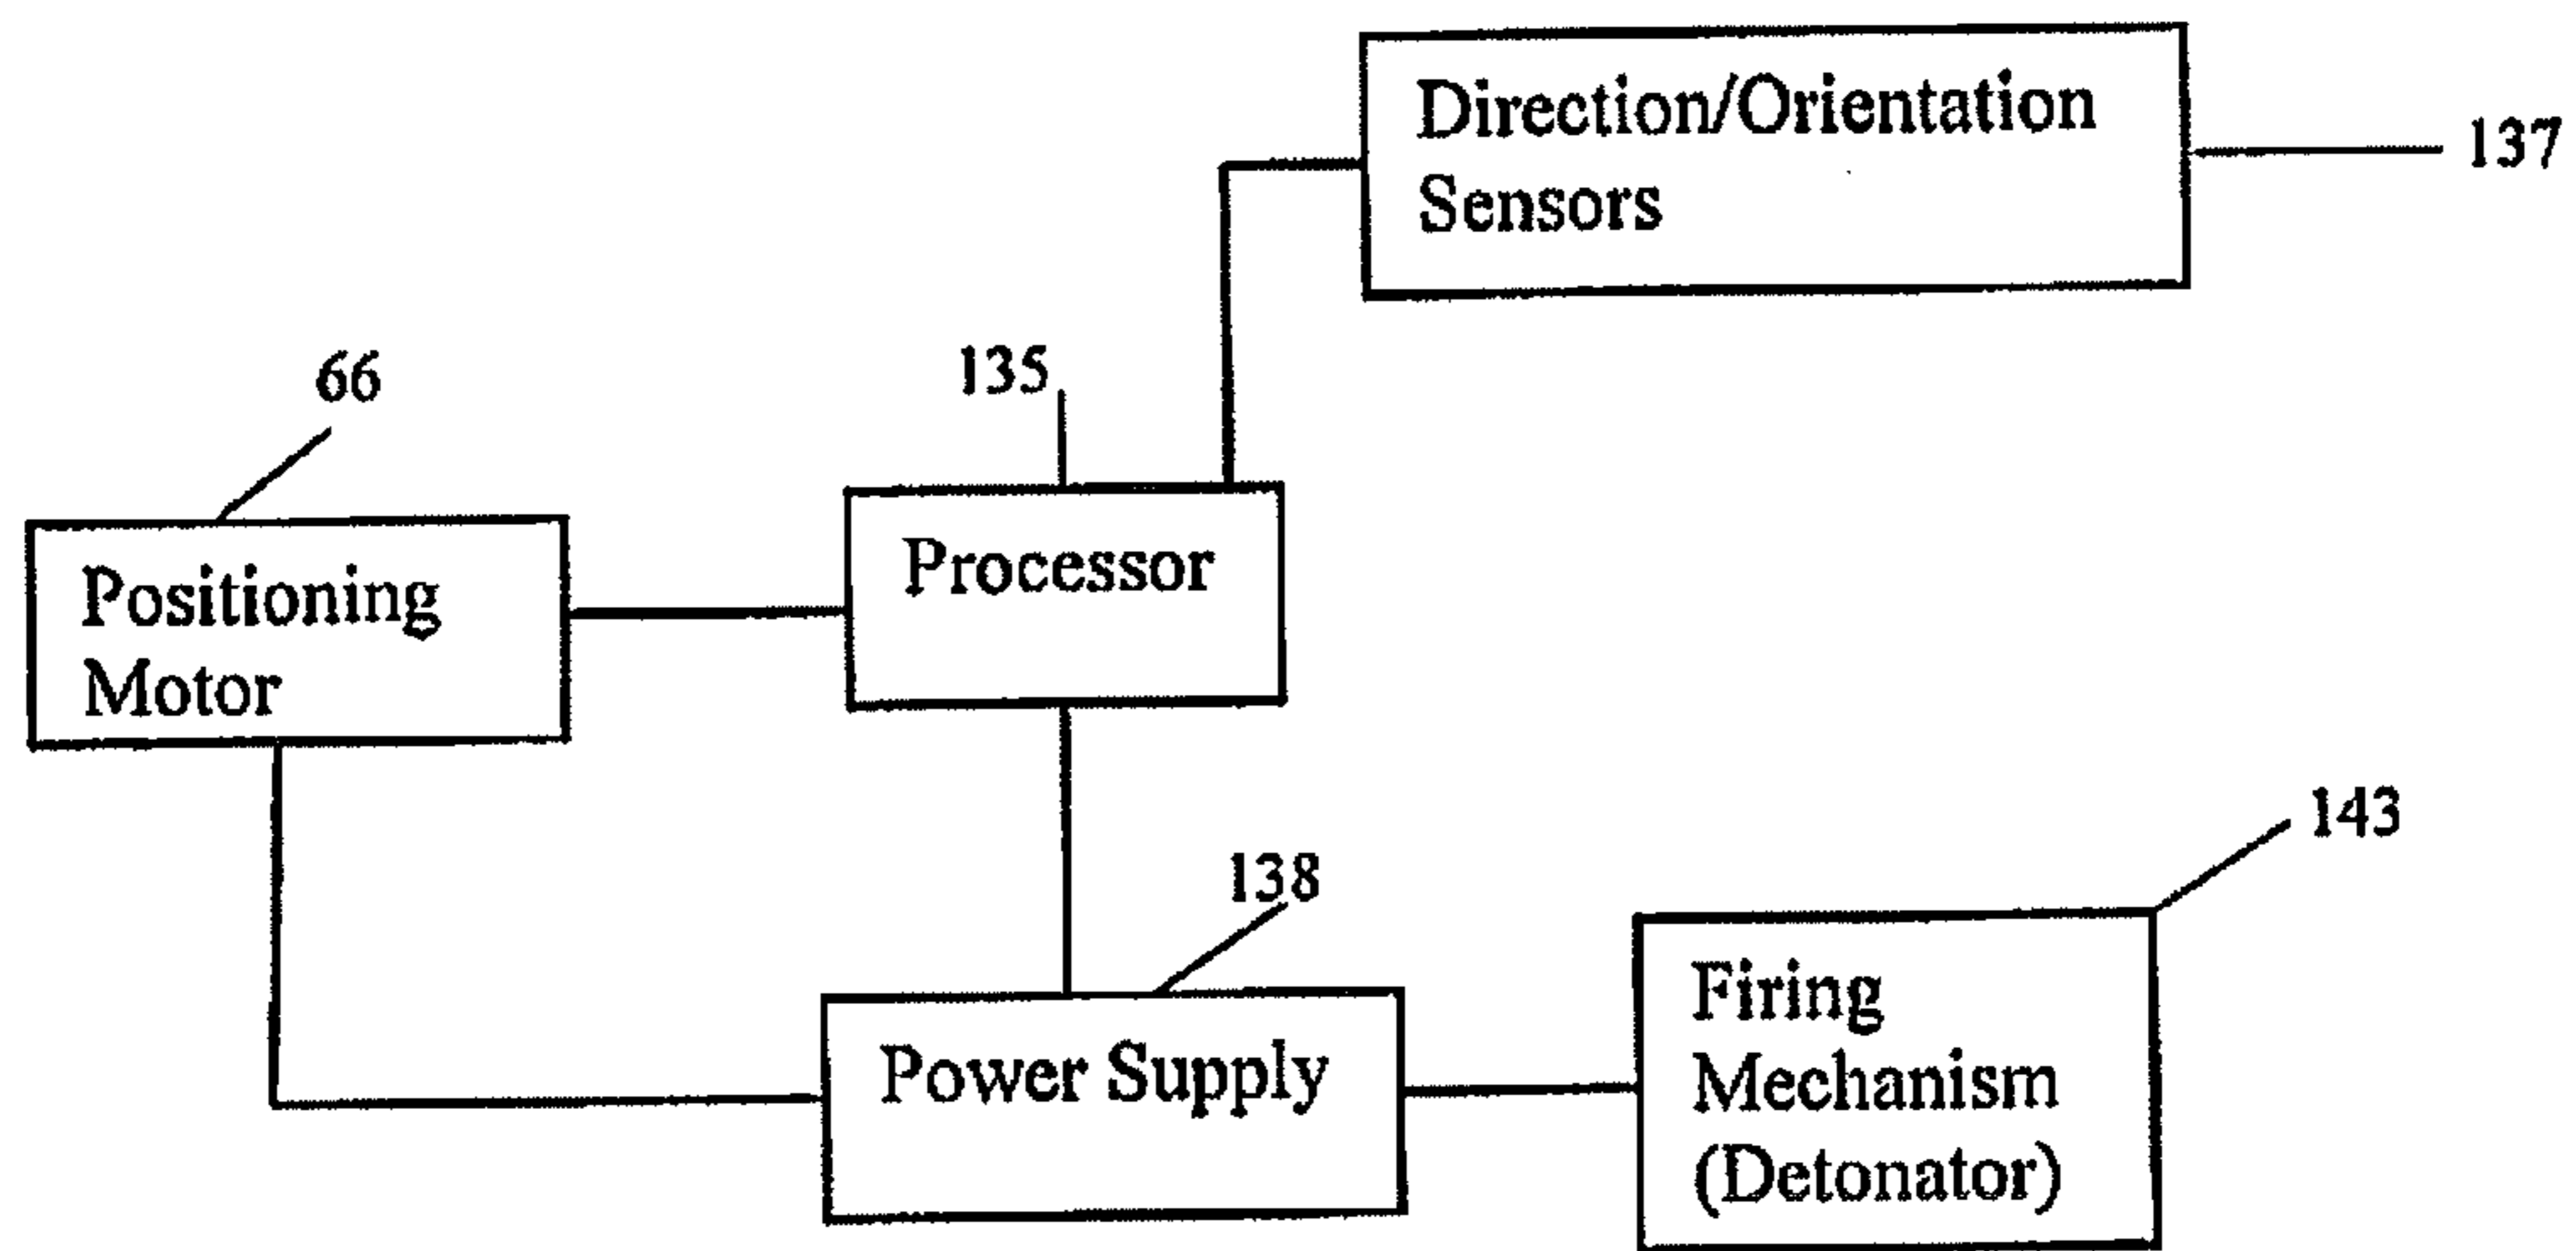 Direction/Orientation
Sensors
137
66
135
Positioning
Motor
Processor
138
Power Supply
143
Firing
Mechanism
(Detonator)